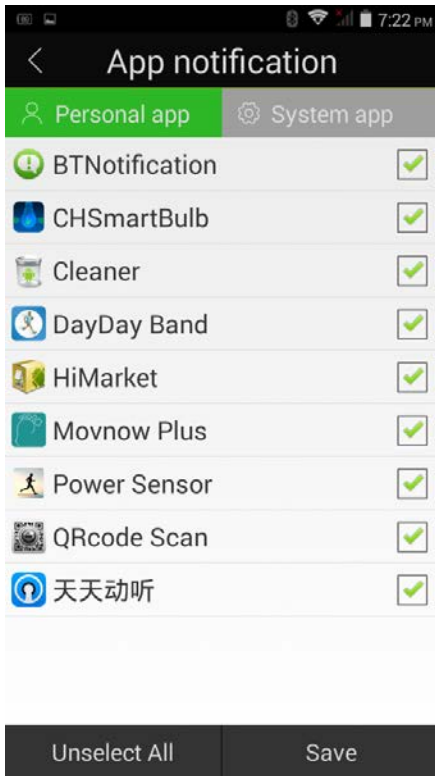 7:22 PM
App notification
Personal app
System app
BTNotification
CHSmartBulb
Cleaner
DayDay Band
HiMarket
Movnow Plus
Power Sensor
QRcode Scan
天天动听
Unselect All
Save